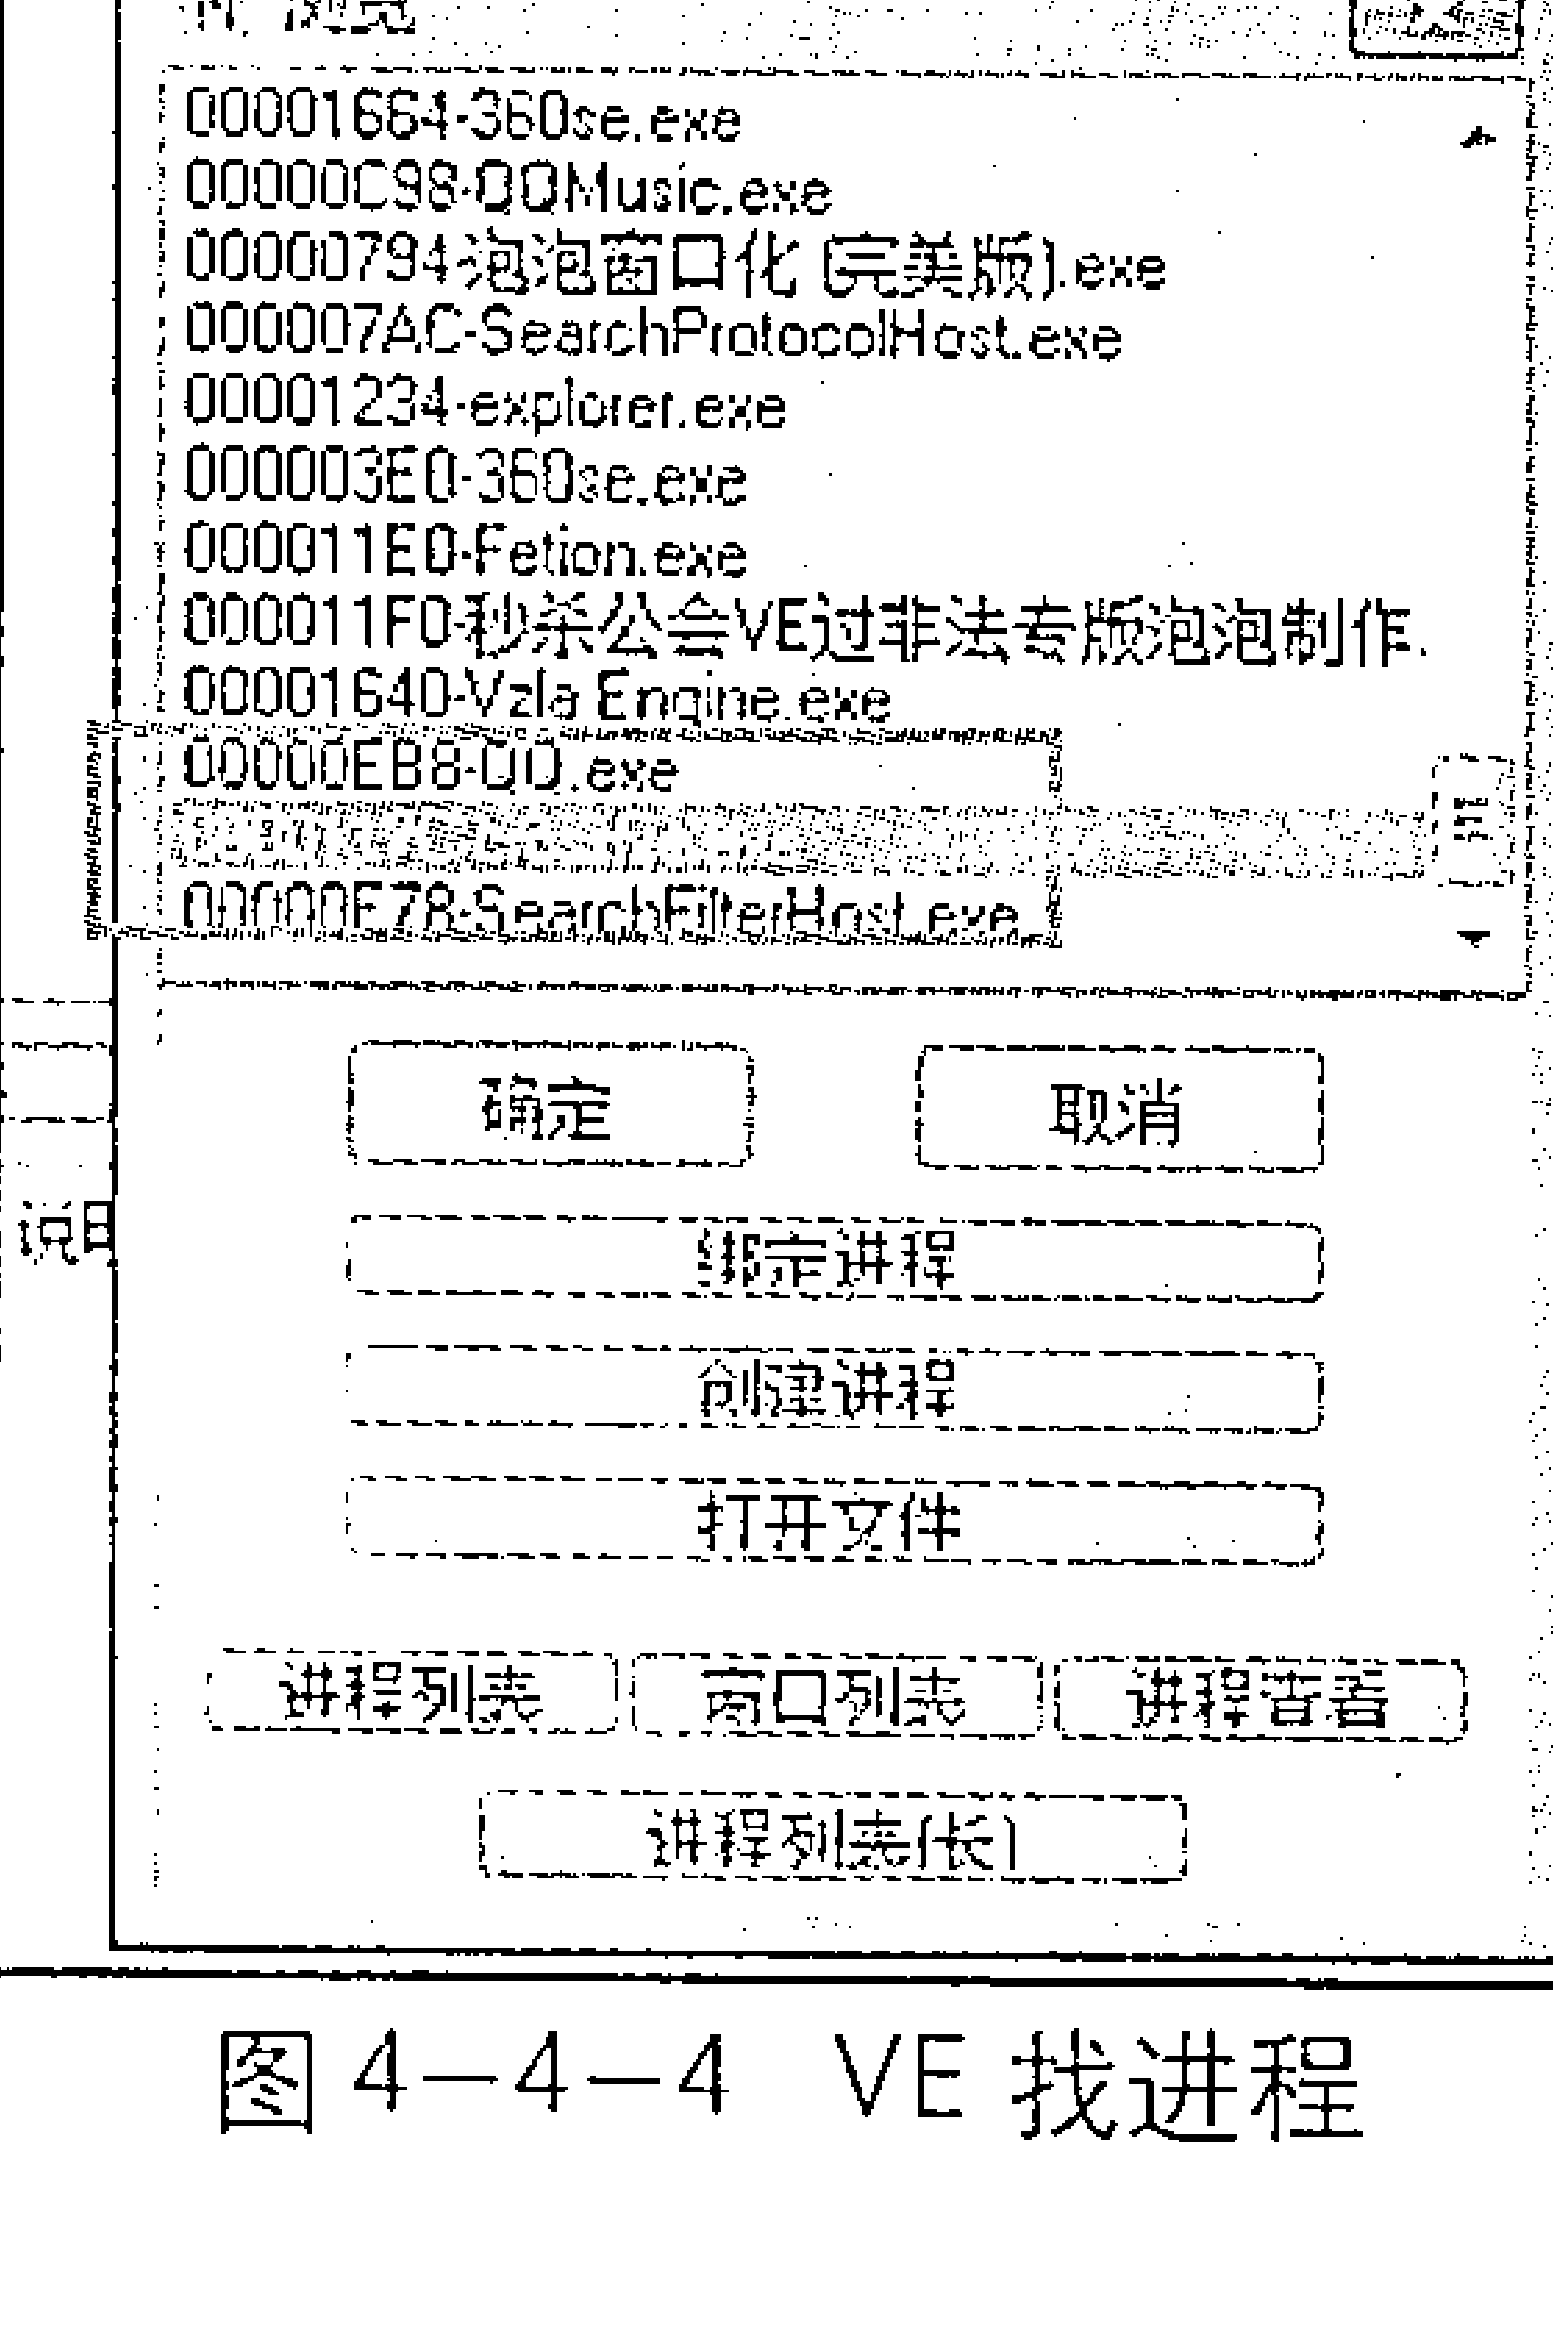 00001664-360se.exe
00000C98-QQMusic.exe
00000794-泡泡窗口化 (完美版).exe
000007AC-SearchProtocolHost.exe
00001234-explorer.exe
000003E0-360se.exe
000011E0-Fetion.exe
000011F0-秒杀公会VE过非法专版泡泡制作.
00001640-Vzla Engine.exe
00000EB8-QQ.exe
00000E78-SearchFilterHost.exe
确定
取消
说明
绑定进程
创建进程
打开文件
进程列表
窗口列表
进程查看
进程列表(长)
图 4—4—4 VE 找进程